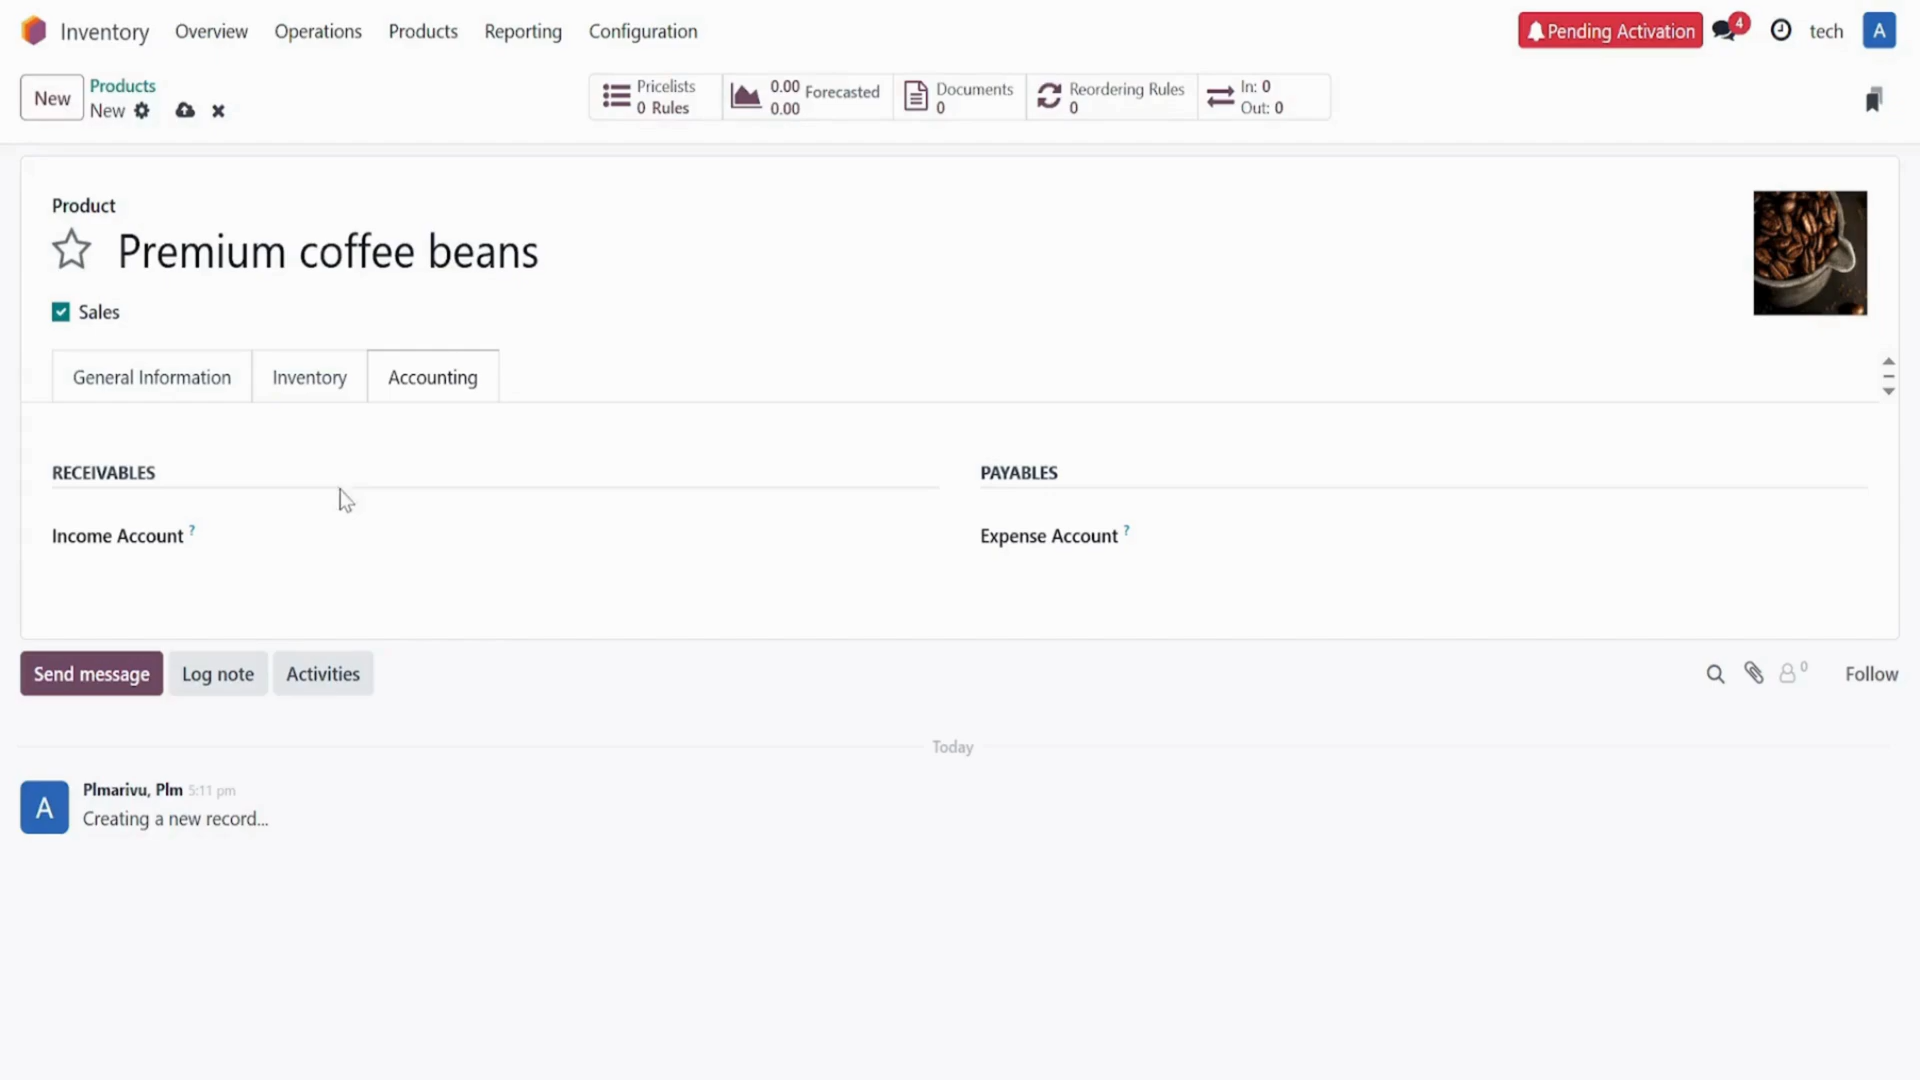 Inventory Overview Operations Products Reporting Configuration
Pending Activation 4 tech A
New Products
New
Pricelists
0 Rules
0.00 Forecasted
0.00
Documents
0
Reordering Rules
0
In: 0
Out: 0
Product
Premium coffee beans
Sales
General Information Inventory Accounting
RECEIVABLES
Income Account ?
PAYABLES
Expense Account ?
Send message Log note Activities
0 Follow
Today
A Plmarivu, Plm 5:11 pm
Creating a new record...